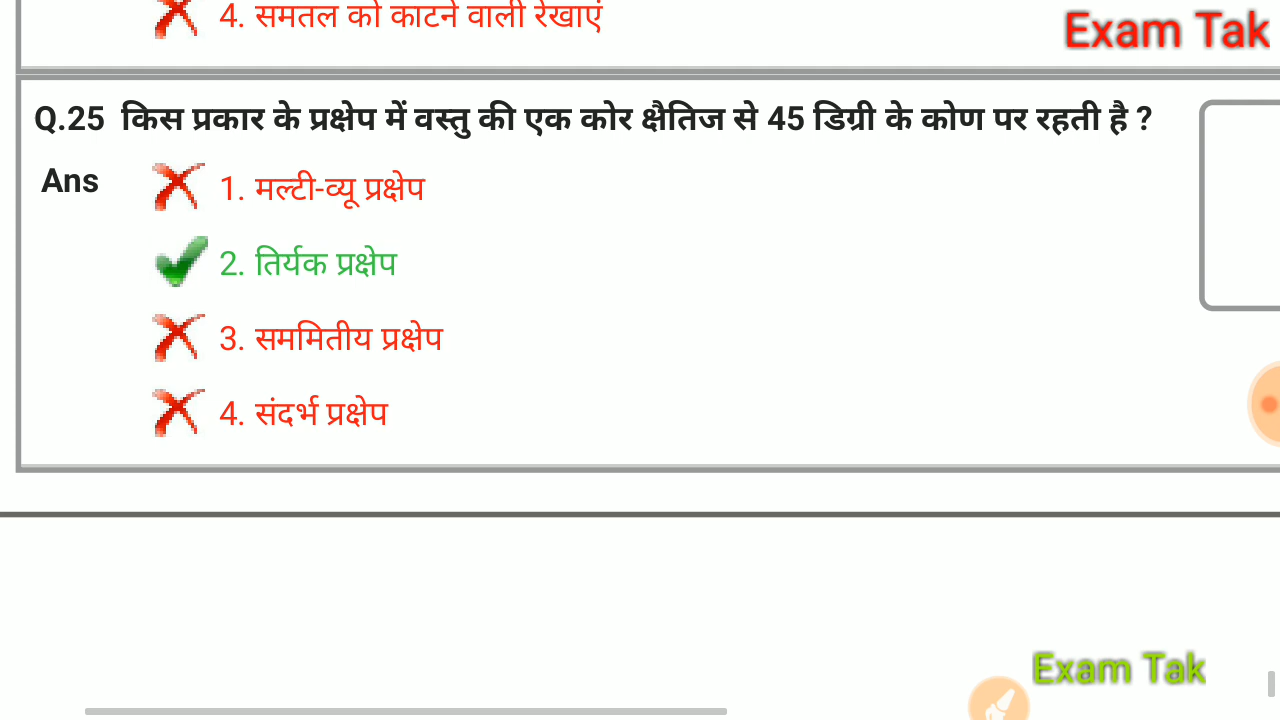 4. समतल को काटने वाली रेखाएं
Exam Tak
Q.25 किस प्रकार के प्रक्षेप में वस्तु की एक कोर क्षैतिज से 45 डिग्री के कोण पर रहती है ?
Ans
1. मल्टी-व्यू प्रक्षेप
2. तिर्यक प्रक्षेप
3. सममितीय प्रक्षेप
4. संदर्भ प्रक्षेप
Exam Tak